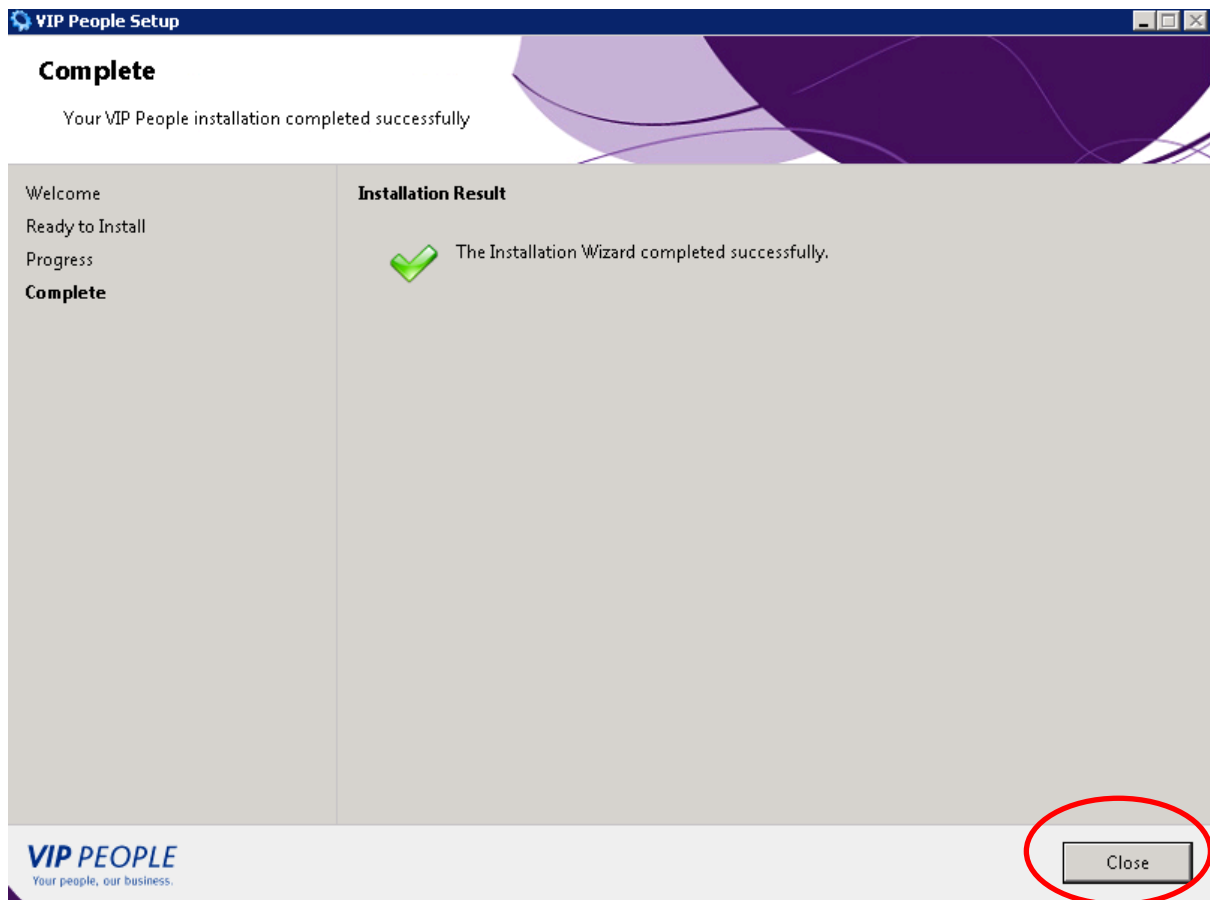 VIP People Setup
Complete
Your VIP People installation completed successfully
Welcome
Ready to Install
Progress
Complete
Installation Result
The Installation Wizard completed successfully.
VIP PEOPLE
Your people, our business.
Close